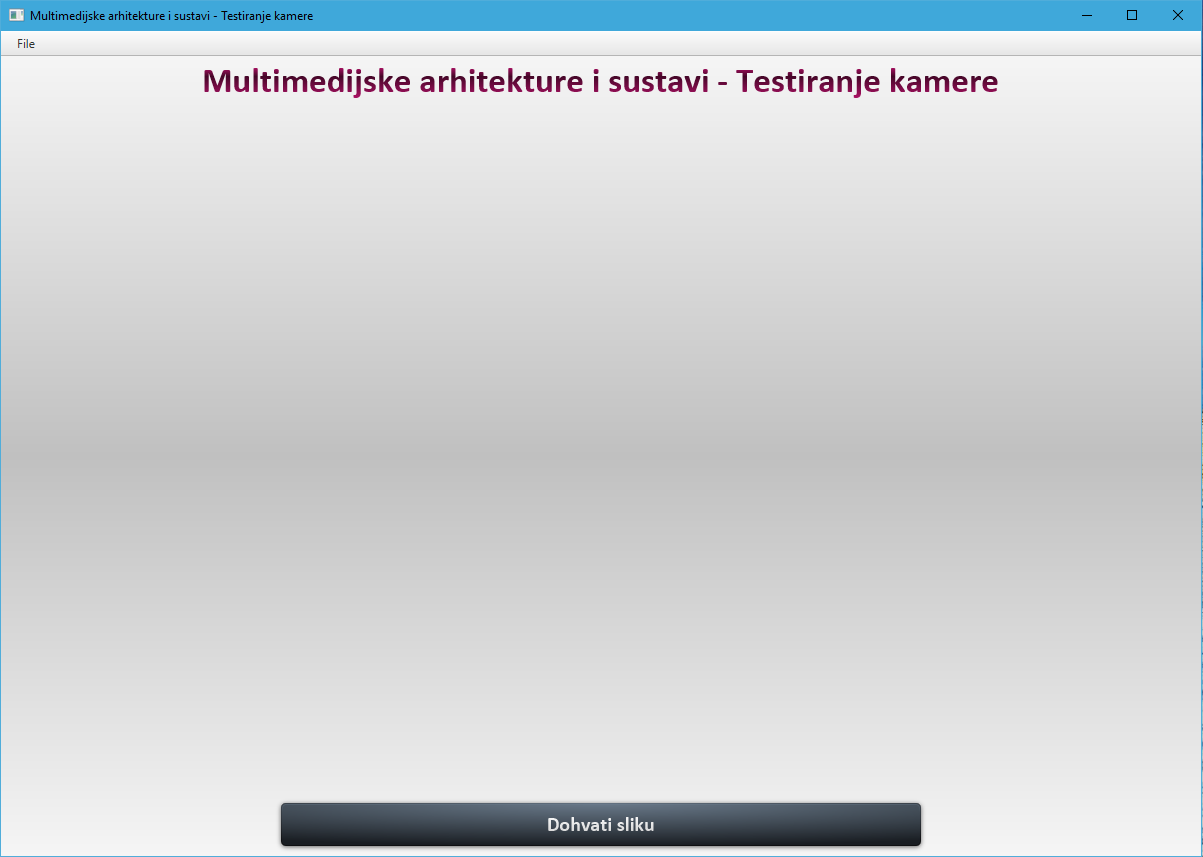 Multimedijske arhitekture i sustavi - Testiranje kamere
File
Multimedijske arhitekture i sustavi - Testiranje kamere
Dohvati sliku